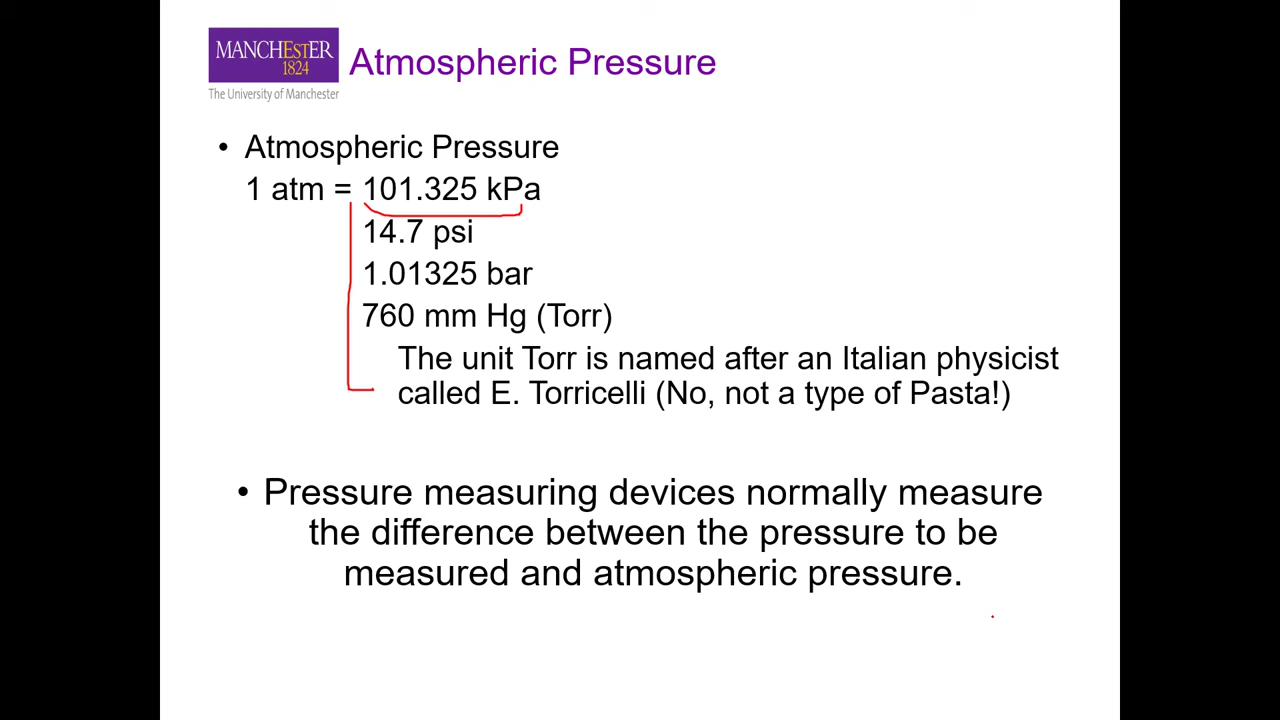 MANCHESTER
1824
The University of Manchester
Atmospheric Pressure
• Atmospheric Pressure
1 atm = 101.325 kPa
14.7 psi
1.01325 bar
760 mm Hg (Torr)
The unit Torr is named after an Italian physicist
called E. Torricelli (No, not a type of Pasta!)
• Pressure measuring devices normally measure
the difference between the pressure to be
measured and atmospheric pressure.